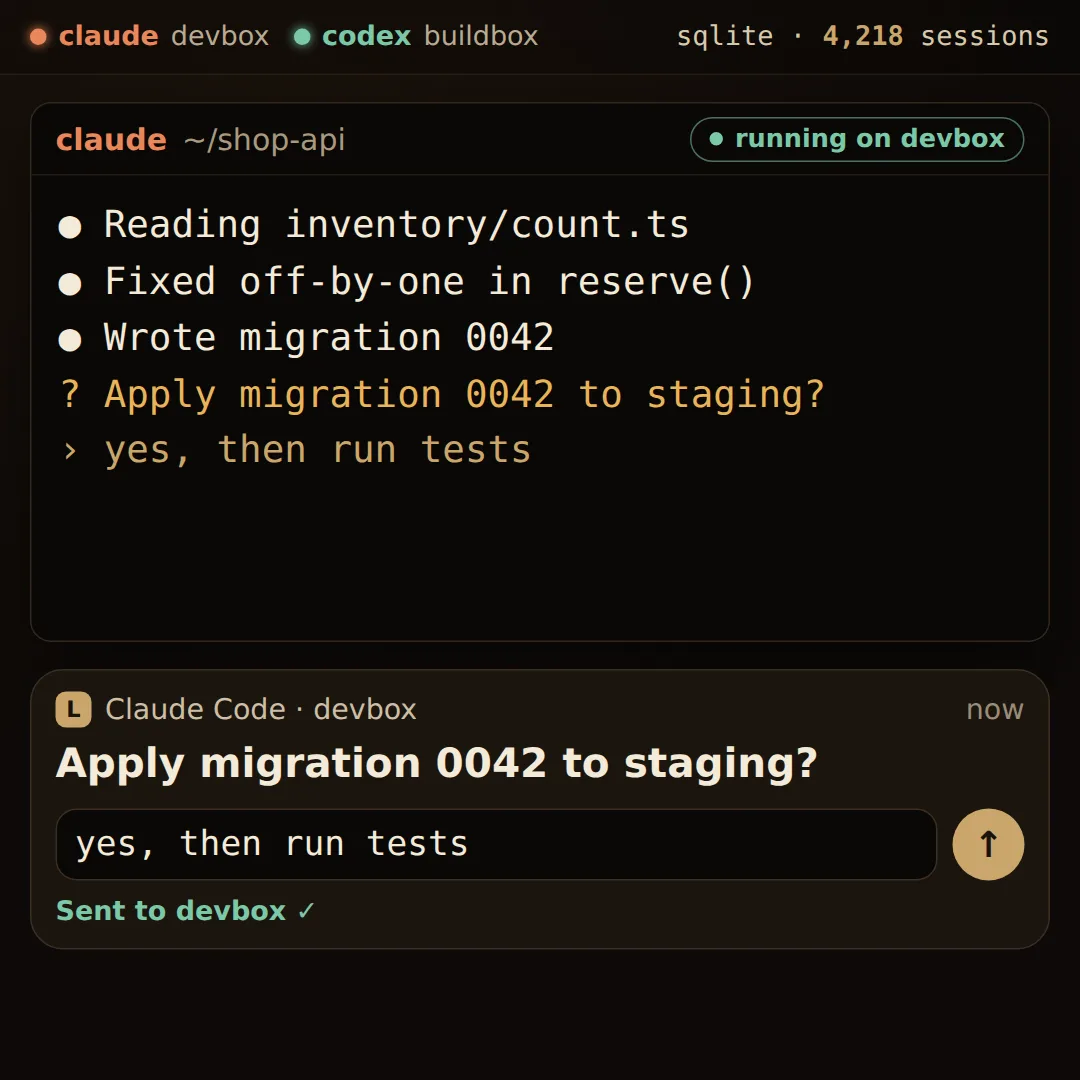 ● claude devbox ● codex buildbox sqlite · 4,218 sessions
claude ~/shop-api ● running on devbox
● Reading inventory/count.ts
● Fixed off-by-one in reserve()
● Wrote migration 0042
? Apply migration 0042 to staging?
› yes, then run tests
L Claude Code · devbox now
Apply migration 0042 to staging?
yes, then run tests ↑
Sent to devbox ✓